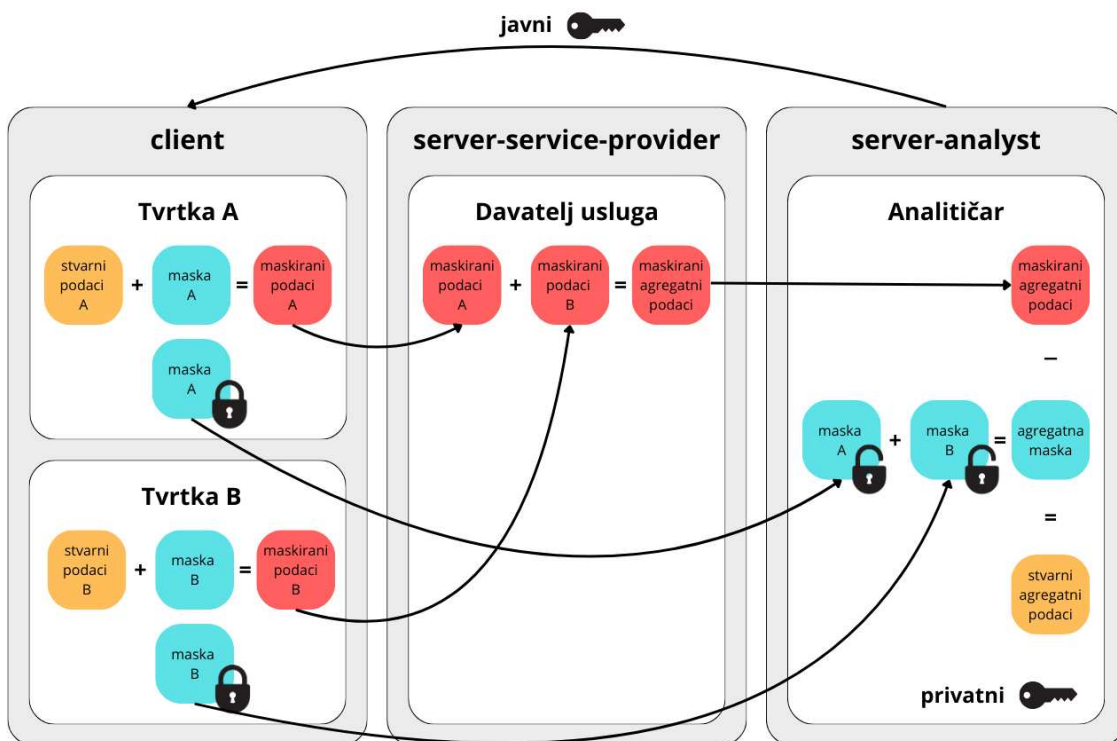 javni
client
server-service-provider
server-analyst
Tvrtka A
stvarni
podaci
A
+
maska
A
=
maskirani
podaci
A
maska
A
Tvrtka B
stvarni
podaci
B
+
maska
B
=
maskirani
podaci
B
maska
B
Davatelj usluga
maskirani
podaci
A
+
maskirani
podaci
B
=
maskirani
agregatni
podaci
Analitičar
maskirani
agregatni
podaci
–
maska
A
+
maska
B
=
agregatna
maska
=
stvarni
agregatni
podaci
privatni